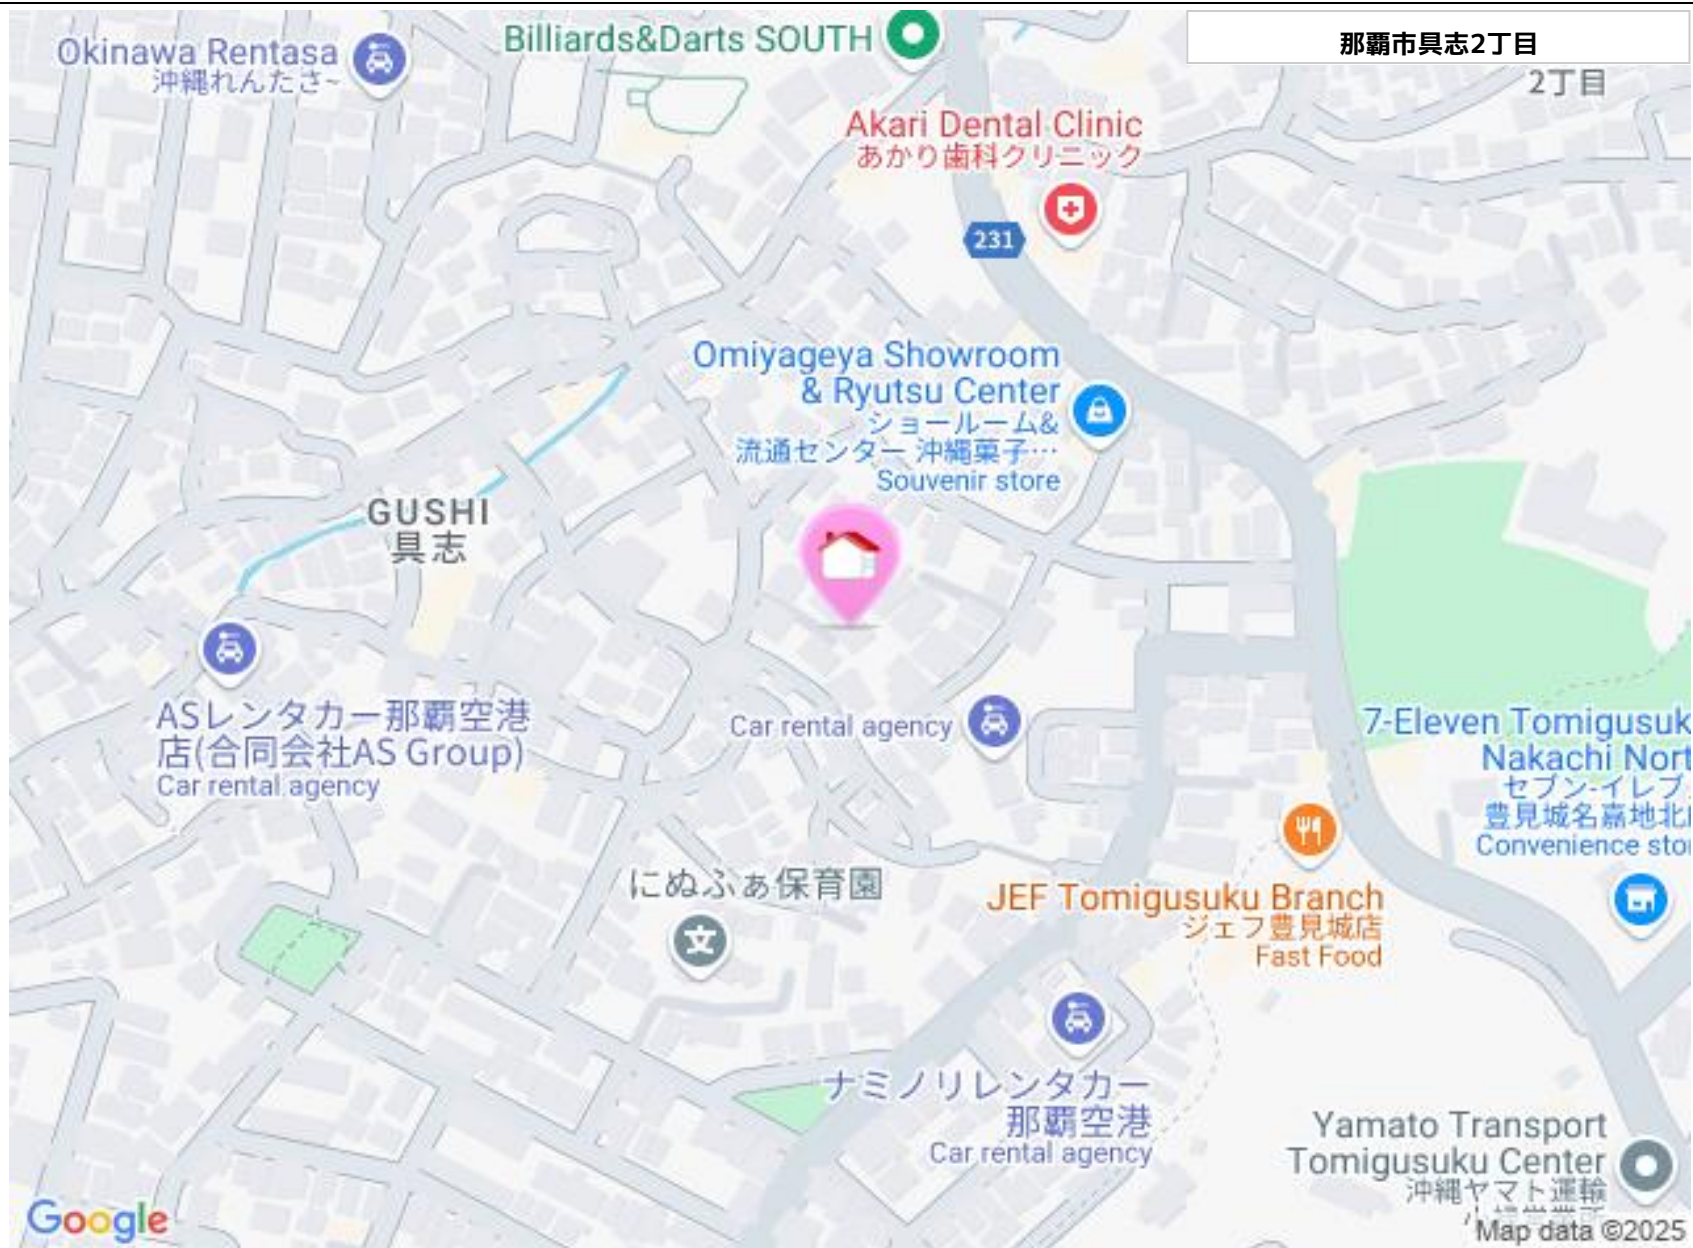 那覇市具志2丁目
2丁目
Okinawa Rentasa
沖縄れんたさ~
Billiards&Darts SOUTH
Akari Dental Clinic
あかり歯科クリニック
231
Omiyageya Showroom
& Ryutsu Center
ショールーム&
流通センター 沖縄菓子…
Souvenir store
GUSHI
具志
ASレンタカー那覇空港
店(合同会社AS Group)
Car rental agency
Car rental agency
7-Eleven Tomigusuk
Nakachi Nort
セブン-イレブ
豊見城名嘉地北
Convenience sto
にぬふぁ保育園
文
JEF Tomigusuku Branch
ジェフ豊見城店
Fast Food
ナミノリレンタカー
那覇空港
Car rental agency
Yamato Transport
Tomigusuku Center
沖縄ヤマト運輸
Google
Map data ©2025